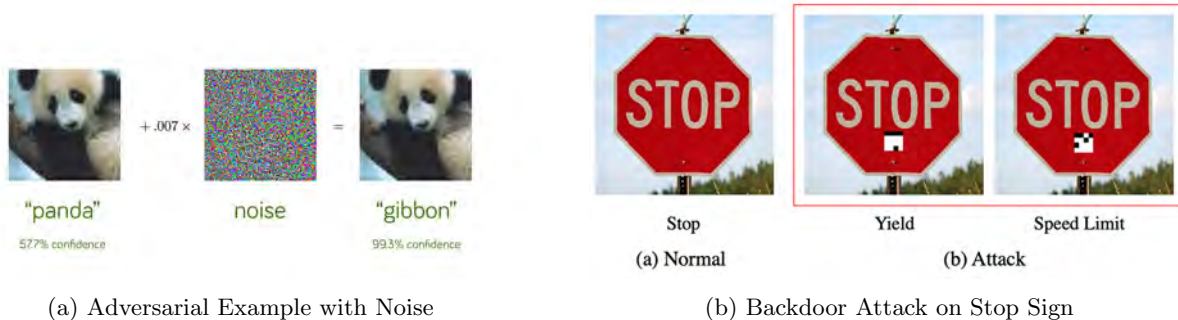 + .007 ×
=
"panda"
noise
"gibbon"
57.7% confidence
99.3% confidence
(a) Adversarial Example with Noise
STOP
STOP
STOP
Stop
Yield
Speed Limit
(a) Normal
(b) Attack
(b) Backdoor Attack on Stop Sign